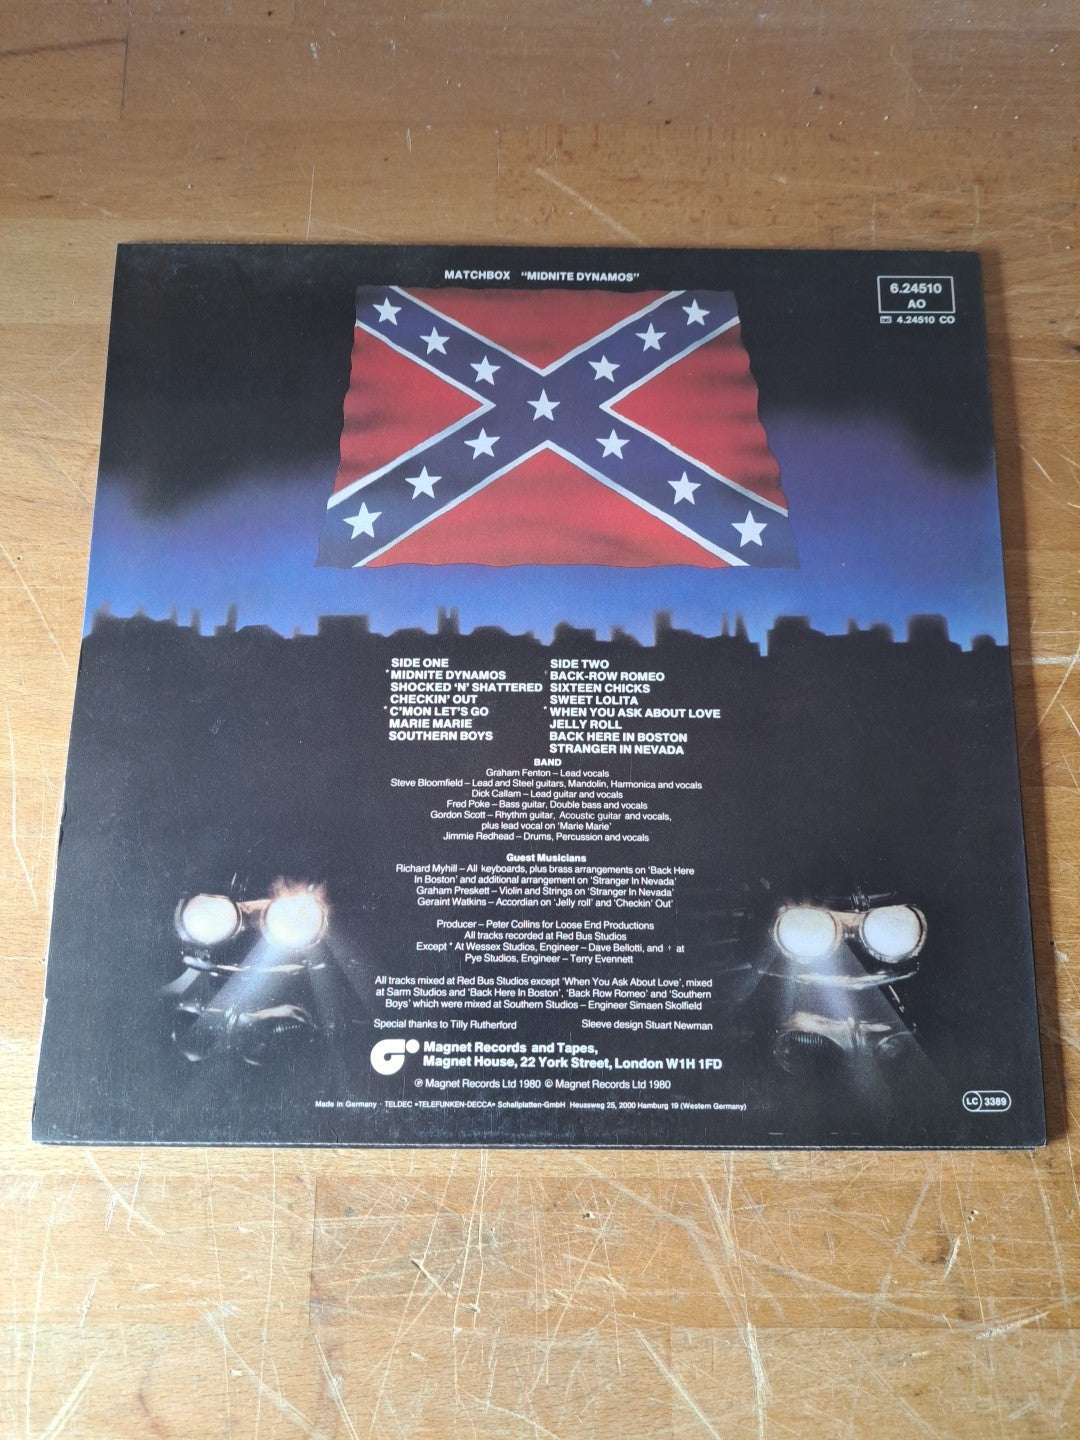 MATCHBOX "MIDNITE DYNAMOS"
6.24510
AO
4.24510 CO
SIDE ONE
*MIDNITE DYNAMOS
SHOCKED 'N' SHATTERED
CHECKIN' OUT
*C'MON LET'S GO
MARIE MARIE
SOUTHERN BOYS
SIDE TWO
+BACK-ROW ROMEO
SIXTEEN CHICKS
SWEET LOLITA
*WHEN YOU ASK ABOUT LOVE
JELLY ROLL
BACK HERE IN BOSTON
STRANGER IN NEVADA
BAND
Graham Fenton – Lead vocals
Steve Bloomfield – Lead and Steel guitars, Mandolin, Harmonica and vocals
Dick Callam – Lead guitar and vocals
Fred Poke – Bass guitar, Double bass and vocals
Gordon Scott – Rhythm guitar, Acoustic guitar and vocals,
plus lead vocal on 'Marie Marie'
Jimmie Redhead – Drums, Percussion and vocals
Guest Musicians
Richard Myhill – All keyboards, plus brass arrangements on 'Back Here
In Boston' and additional arrangement on 'Stranger In Nevada'
Graham Preskett – Violin and Strings on 'Stranger In Nevada'
Geraint Watkins – Accordian on 'Jelly roll' and 'Checkin' Out'
Producer – Peter Collins for Loose End Productions
All tracks recorded at Red Bus Studios
Except * At Wessex Studios, Engineer – Dave Bellotti, and + at
Pye Studios, Engineer – Terry Evennett
All tracks mixed at Red Bus Studios except 'When You Ask About Love', mixed
at Sarm Studios and 'Back Here In Boston', 'Back Row Romeo' and 'Southern
Boys' which were mixed at Southern Studios – Engineer Simaen Skolfield
Special thanks to Tilly Rutherford
Sleeve design Stuart Newman
Magnet Records and Tapes,
Magnet House, 22 York Street, London W1H 1FD
℗ Magnet Records Ltd 1980 © Magnet Records Ltd 1980
Made in Germany · TELDEC »TELEFUNKEN-DECCA« Schallplatten-GmbH Heussweg 25, 2000 Hamburg 19 (Western Germany)
LC 3389